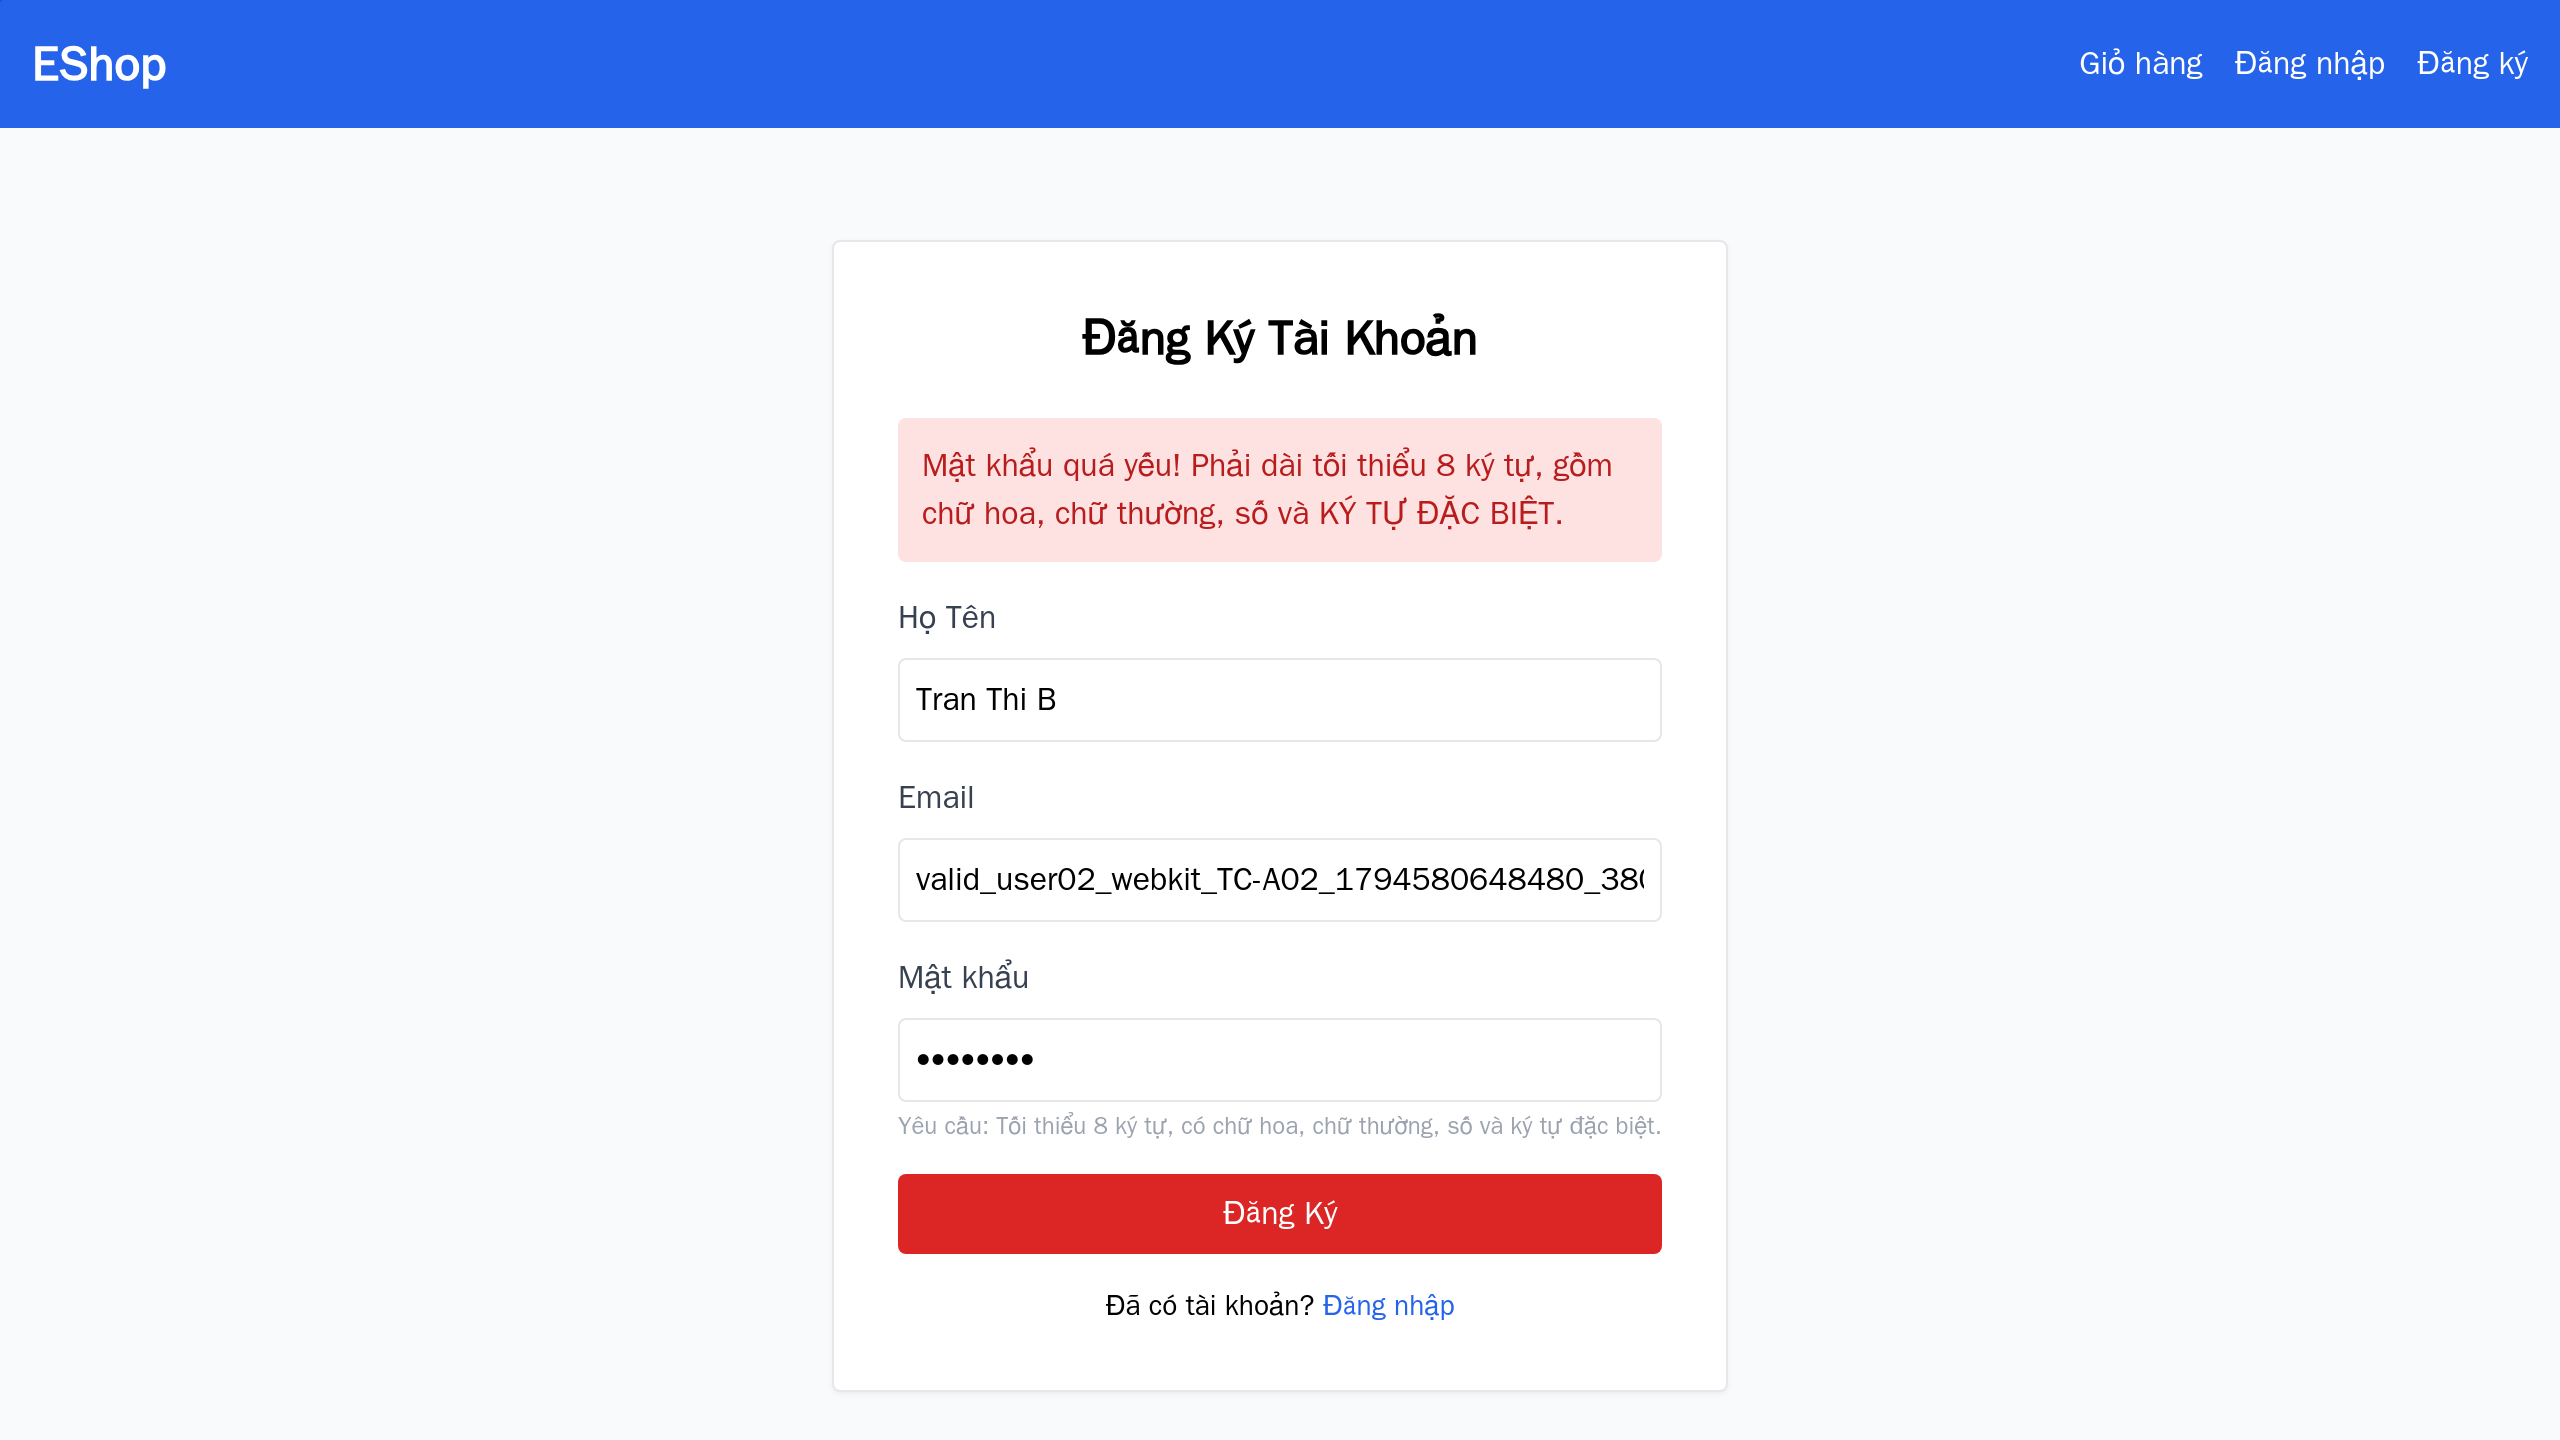 EShop
Giỏ hàng
Đăng nhập
Đăng ký
Đăng Ký Tài Khoản
Mật khẩu quá yếu! Phải dài tối thiểu 8 ký tự, gồm
chữ hoa, chữ thường, số và KÝ TỰ ĐẶC BIỆT.
Họ Tên
Tran Thi B
Email
valid_user02_webkit_TC-A02_1794580648480_380
Mật khẩu
••••••••
Yêu cầu: Tối thiểu 8 ký tự, có chữ hoa, chữ thường, số và ký tự đặc biệt.
Đăng Ký
Đã có tài khoản? Đăng nhập